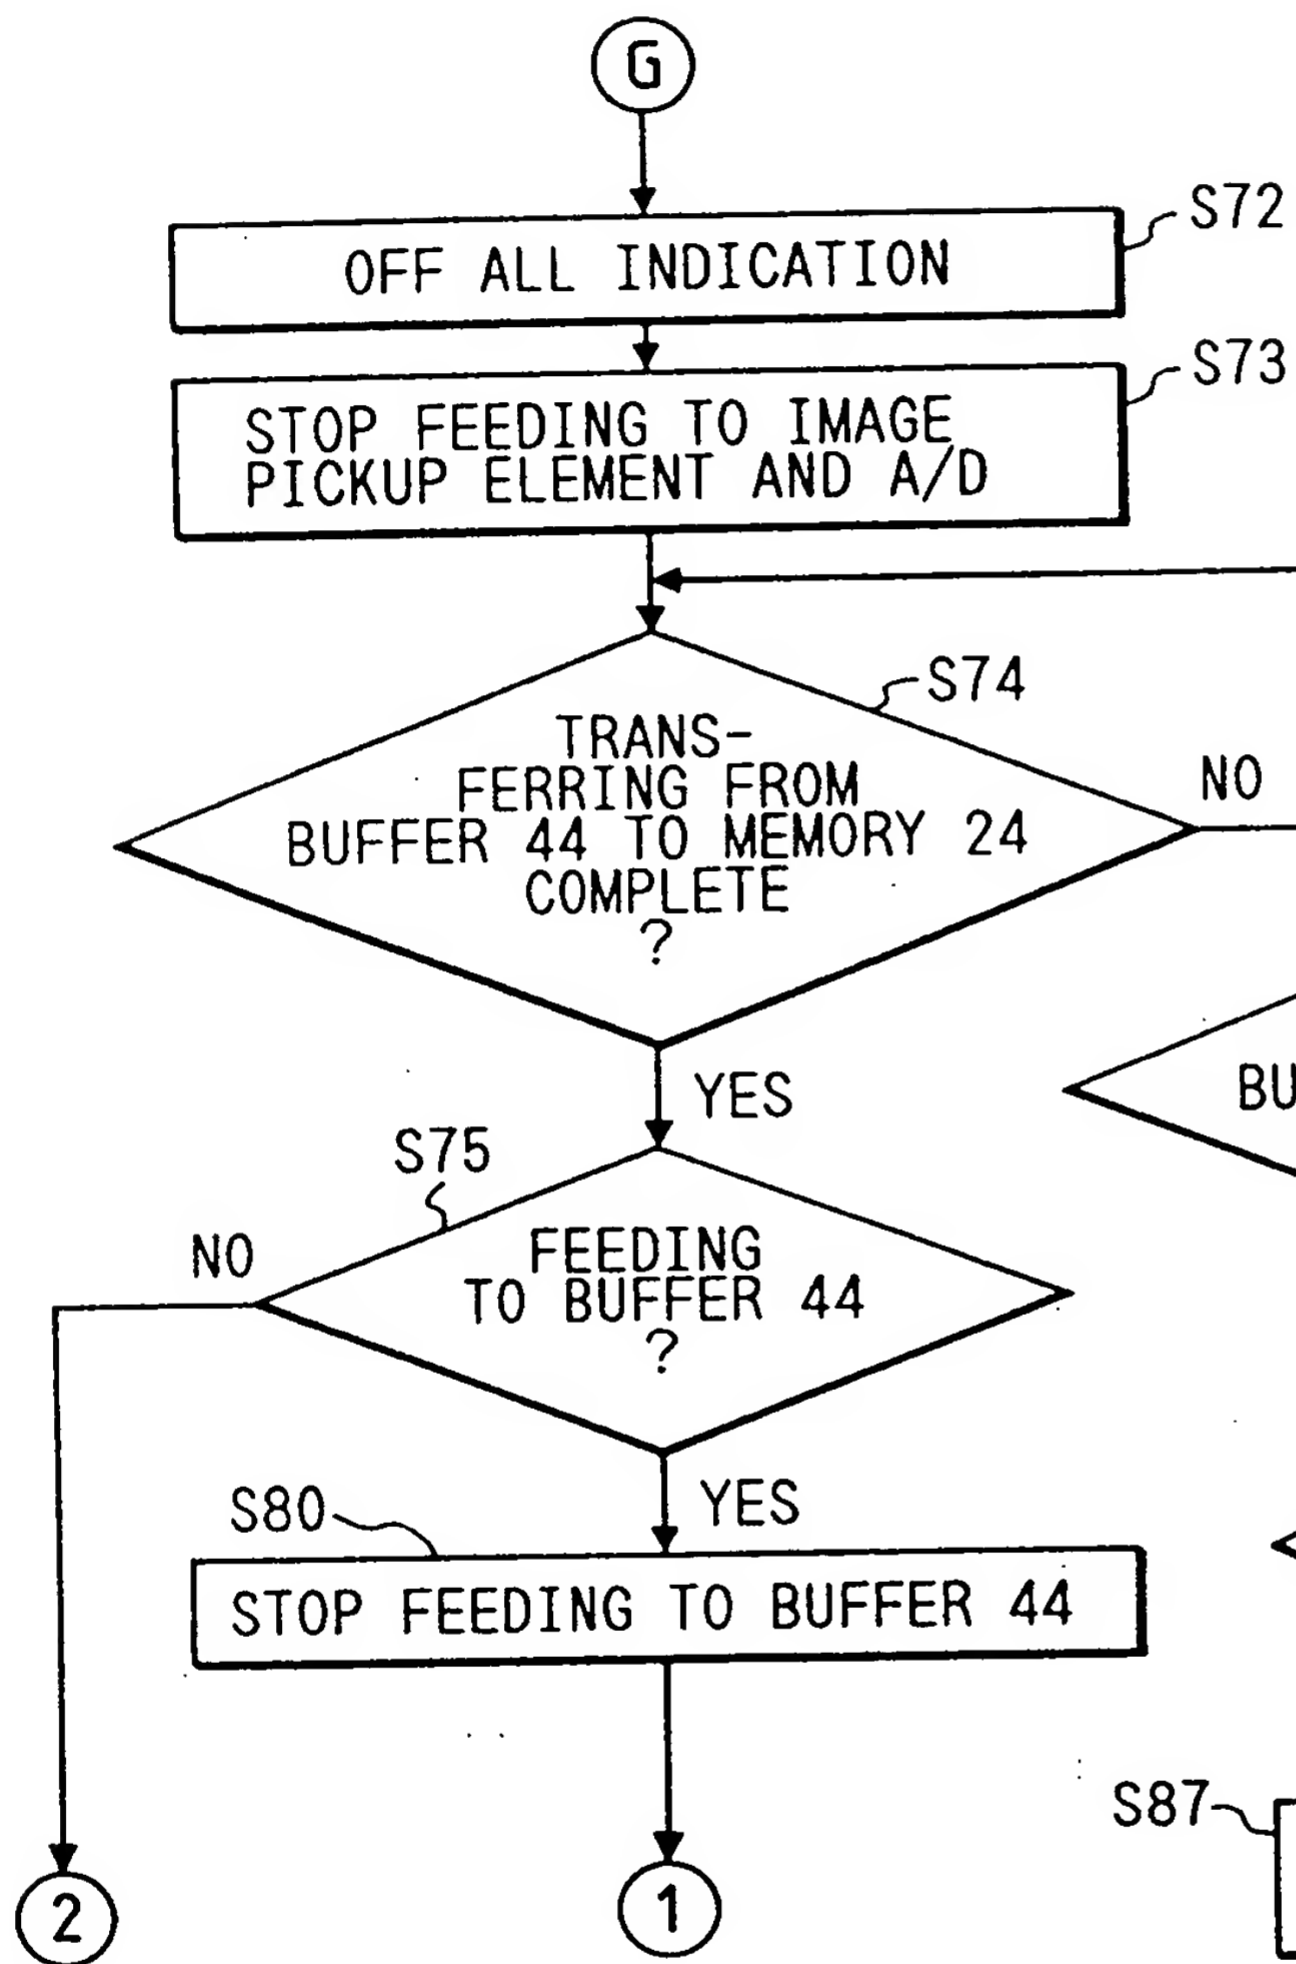 G
S72
OFF ALL INDICATION
S73
STOP FEEDING TO IMAGE
PICKUP ELEMENT AND A/D
S74
TRANS-
FERRING FROM
BUFFER 44 TO MEMORY 24
COMPLETE
?
NO
YES
BU
S75
NO
FEEDING
TO BUFFER 44
?
YES
S80
STOP FEEDING TO BUFFER 44
S87
2
1